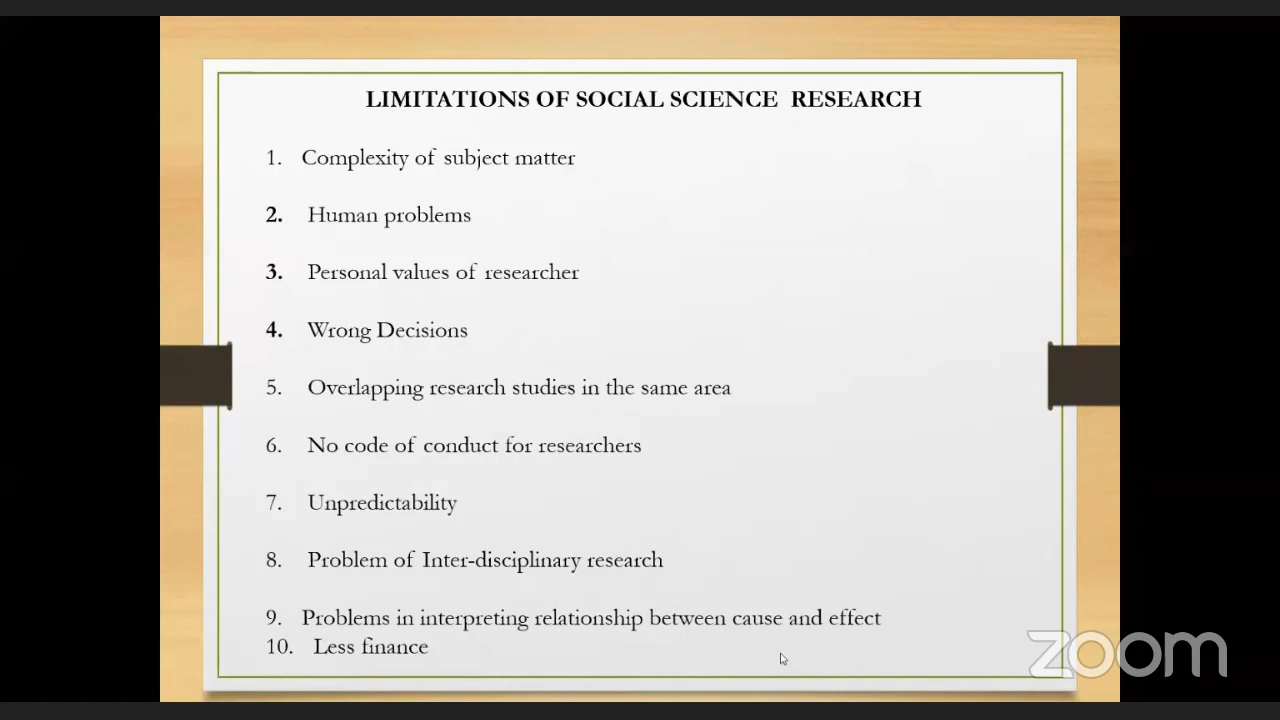 LIMITATIONS OF SOCIAL SCIENCE RESEARCH
1. Complexity of subject matter
2. Human problems
3. Personal values of researcher
4. Wrong Decisions
5. Overlapping research studies in the same area
6. No code of conduct for researchers
7. Unpredictability
8. Problem of Inter-disciplinary research
9. Problems in interpreting relationship between cause and effect
10. Less finance
zoom